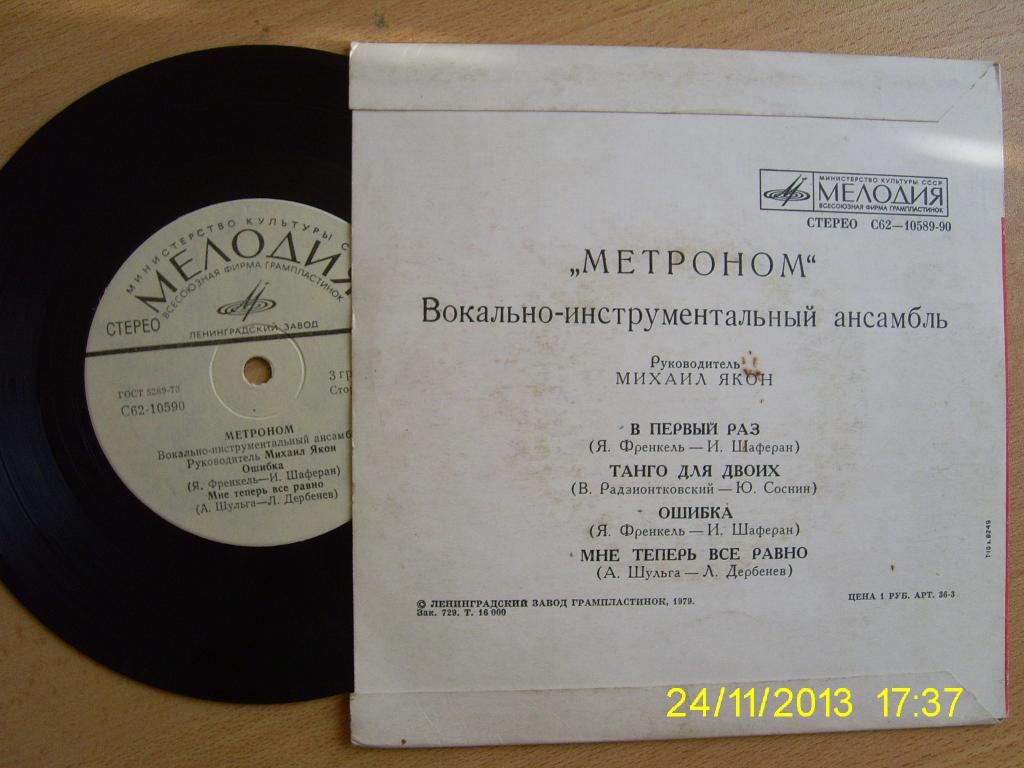 МИНИСТЕРСТВО КУЛЬТУРЫ
МЕЛОДИЯ
ВСЕСОЮЗНАЯ ФИРМА ГРАМПЛАСТИНОК
СТЕРЕО
ЛЕНИНГРАДСКИЙ ЗАВОД
ГОСТ 5289-73
С62-10590
МЕТРОНОМ
Вокально-инструментальный
Руководитель Михаил Якон
Ошибка
(Я. Френкель—И. Шаферан)
Мне теперь все равно
(А. Шульга—Л. Дербенев)
МИНИСТЕРСТВО КУЛЬТУРЫ СССР
МЕЛОДИЯ
ВСЕСОЮЗНАЯ ФИРМА ГРАМПЛАСТИНОК
СТЕРЕО С62—10589-90
„МЕТРОНОМ“
Вокально-инструментальный ансамбль
Руководитель
МИХАИЛ ЯКОН
В ПЕРВЫЙ РАЗ
(Я. Френкель — И. Шаферан)
ТАНГО ДЛЯ ДВОИХ
(В. Радзионтковский — Ю. Соснин)
ОШИБКА
(Я. Френкель — И. Шаферан)
МНЕ ТЕПЕРЬ ВСЕ РАВНО
(А. Шульга — Л. Дербенев)
© ЛЕНИНГРАДСКИЙ ЗАВОД ГРАМПЛАСТИНОК, 1979.
Зак. 729. Т. 16 000
ЦЕНА 1 РУБ. АРТ. 36-3
24/11/2013 17:37